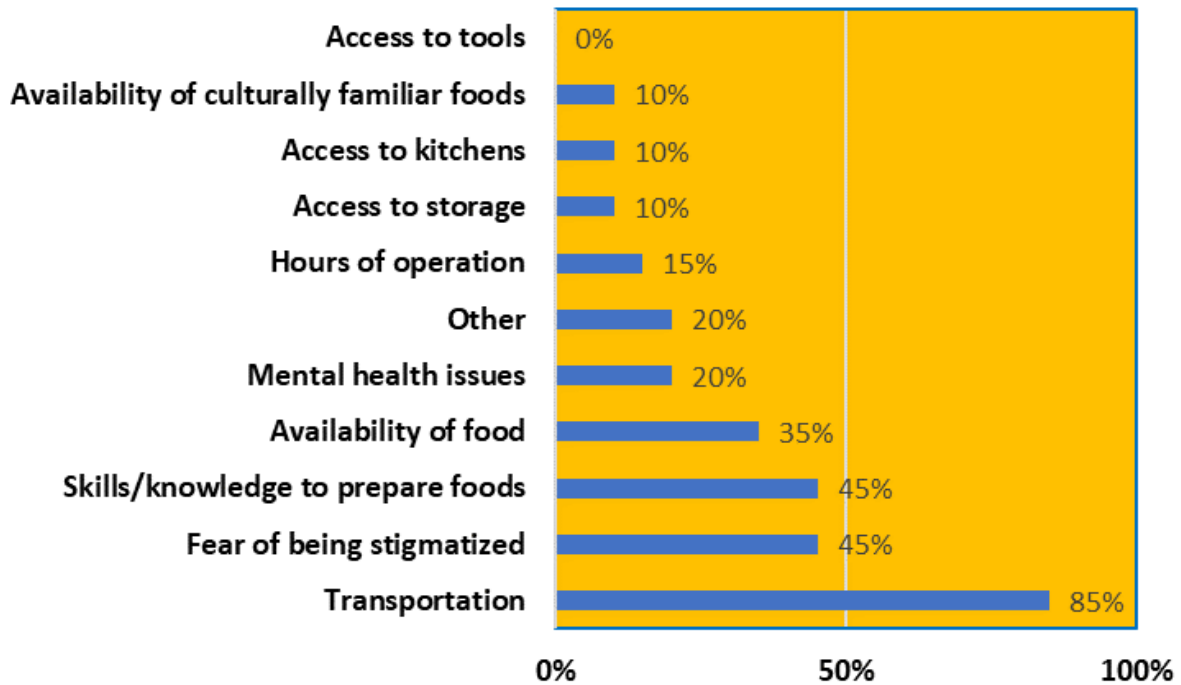 Access to tools 0%
Availability of culturally familiar foods 10%
Access to kitchens 10%
Access to storage 10%
Hours of operation 15%
Other 20%
Mental health issues 20%
Availability of food 35%
Skills/knowledge to prepare foods 45%
Fear of being stigmatized 45%
Transportation 85%
0% 50% 100%